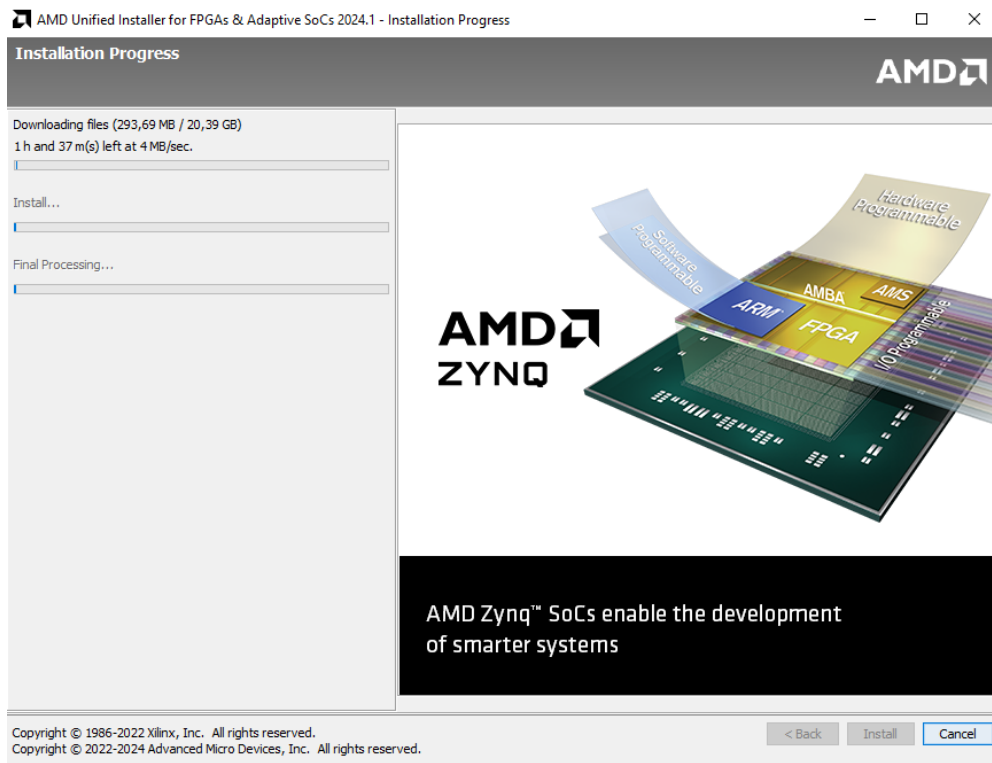 AMD Unified Installer for FPGAs & Adaptive SoCs 2024.1 - Installation Progress
Installation Progress
AMD
Downloading files (293,69 MB / 20,39 GB)
1 h and 37 m(s) left at 4 MB/sec.
Install...
Final Processing...
Hardware
Programmable
Software
Programmable
AMBA
AMS
ARM
FPGA
I/O Programmable
AMD
ZYNQ
AMD Zynq™ SoCs enable the development
of smarter systems
Copyright © 1986-2022 Xilinx, Inc. All rights reserved.
Copyright © 2022-2024 Advanced Micro Devices, Inc. All rights reserved.
< Back
Install
Cancel